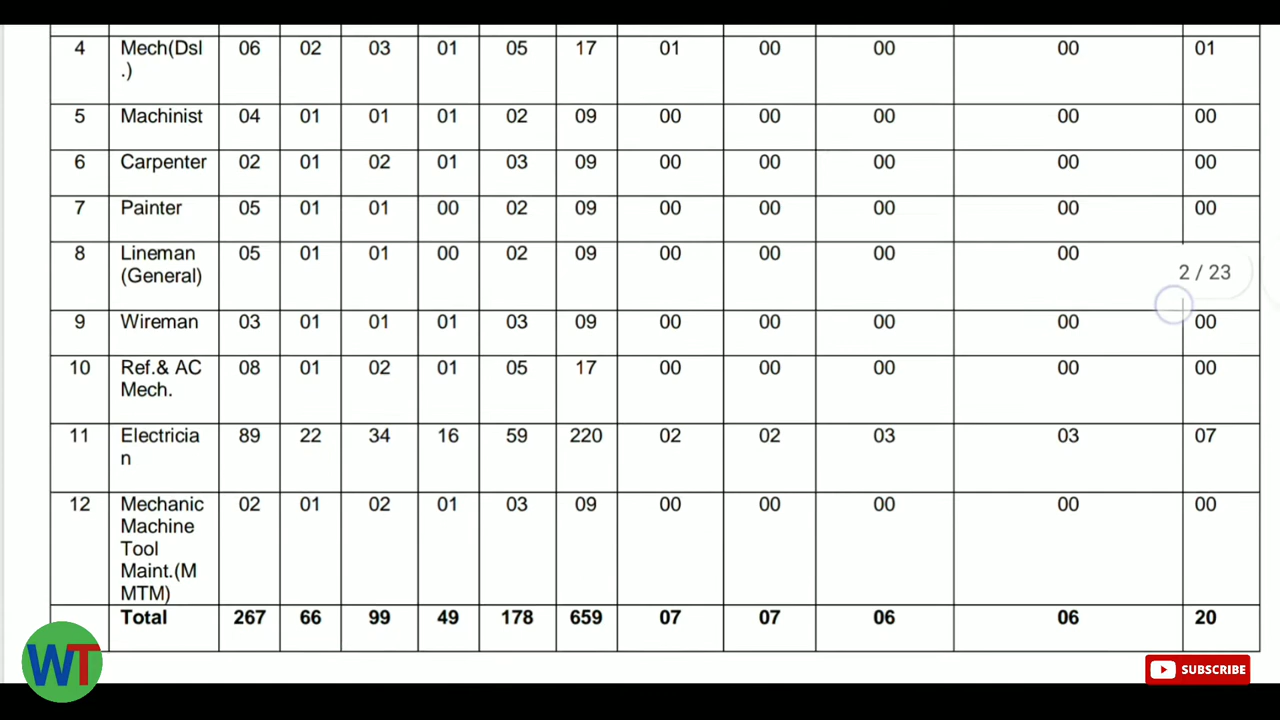 4 Mech(Dsl 06 02 03 01 05 17 01 00 00 00 01
.)
5 Machinist 04 01 01 01 02 09 00 00 00 00 00
6 Carpenter 02 01 02 01 03 09 00 00 00 00 00
7 Painter 05 01 01 00 02 09 00 00 00 00 00
8 Lineman 05 01 01 00 02 09 00 00 00 00
(General)
2 / 23
9 Wireman 03 01 01 01 03 09 00 00 00 00 00
10 Ref.& AC 08 01 02 01 05 17 00 00 00 00 00
Mech.
11 Electricia 89 22 34 16 59 220 02 02 03 03 07
n
12 Mechanic 02 01 02 01 03 09 00 00 00 00 00
Machine
Tool
Maint.(M
MTM)
Total 267 66 99 49 178 659 07 07 06 06 20
WT
SUBSCRIBE